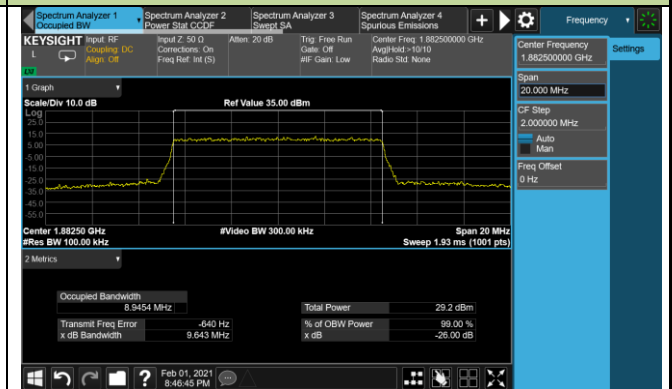 Spectrum Analyzer 1
Occupied BW
Spectrum Analyzer 2
Power Stat CCDF
Spectrum Analyzer 3
Swept SA
Spectrum Analyzer 4
Spurious Emissions
Frequency
KEYSIGHT
L
Input: RF
Coupling: DC
Align: Off
Input Z: 50 Ω
Corrections: On
Freq Ref: Int (S)
Atten: 20 dB
Trig: Free Run
Gate: Off
#IF Gain: Low
Center Freq: 1.882500000 GHz
Avg|Hold:>10/10
Radio Std: None
Center Frequency
1.882500000 GHz
Settings
Span
20.000 MHz
CF Step
2.000000 MHz
Auto
Man
Freq Offset
0 Hz
1 Graph
Scale/Div 10.0 dB
Ref Value 35.00 dBm
Log
25.0
15.0
5.00
-5.00
-15.0
-25.0
-35.0
-45.0
-55.0
Center 1.88250 GHz
#Video BW 300.00 kHz
Span 20 MHz
#Res BW 100.00 kHz
Sweep 1.93 ms (1001 pts)
2 Metrics
Occupied Bandwidth
8.9454 MHz
Total Power
29.2 dBm
Transmit Freq Error
-640 Hz
% of OBW Power
99.00 %
x dB Bandwidth
9.643 MHz
x dB
-26.00 dB
Feb 01, 2021
8:46:45 PM